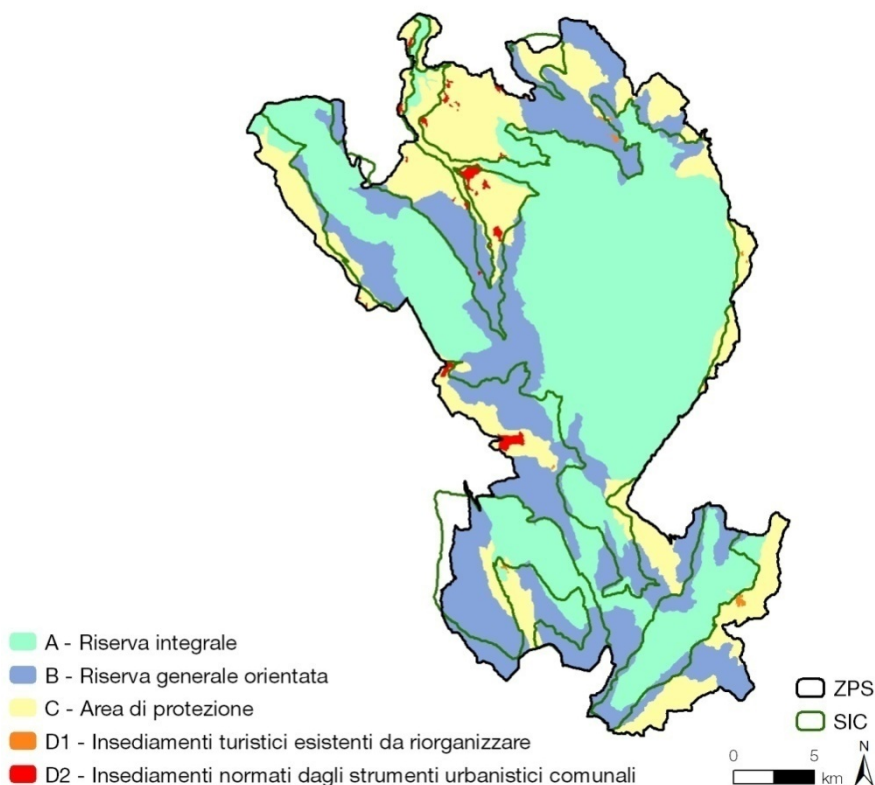 A - Riserva integrale
B - Riserva generale orientata
C - Area di protezione
D1 - Insediamenti turistici esistenti da riorganizzare
D2 - Insediamenti normati dagli strumenti urbanistici comunali
ZPS
SIC
0 5 N
km